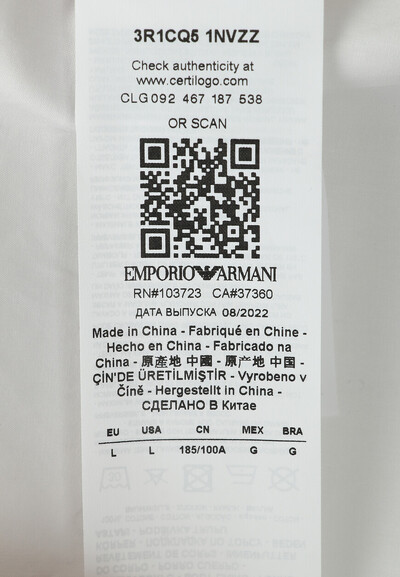 3R1CQ5 1NVZZ
Check authenticity at
www.certilogo.com
CLG 092 467 187 538
OR SCAN
EMPORIO ARMANI
RN#103723 CA#37360
ДАТА ВЫПУСКА 08/2022
Made in China - Fabriqué en Chine -
Hecho en China - Fabricado na
China - 原產地 中國 - 原产地 中国 -
ÇİN'DE ÜRETİLMİŞTİR - Vyrobeno v
Číně - Hergestellt in China -
СДЕЛАНО В Китае
EU USA CN MEX BRA
L L 185/100A G G